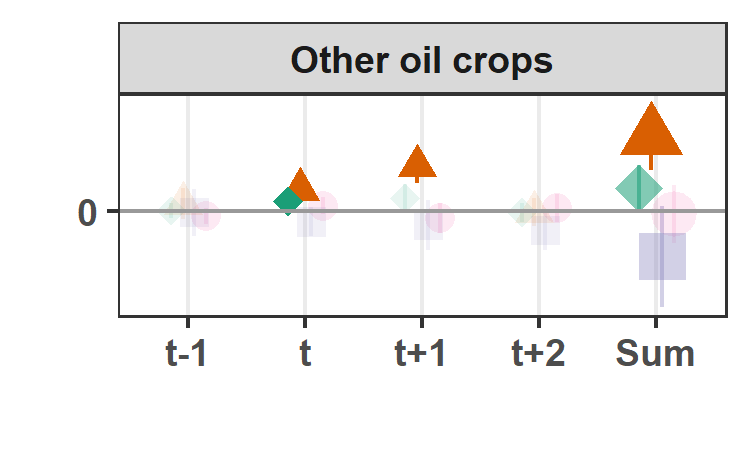 Other oil crops
0
t-1 t t+1 t+2 Sum